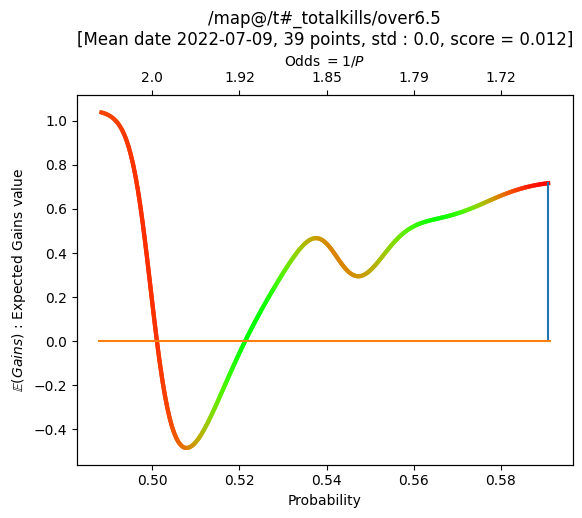 /map@/t#_totalkills/over6.5
[Mean date 2022-07-09, 39 points, std : 0.0, score = 0.012]
Odds = 1/P
2.0 1.92 1.85 1.79 1.72
1.0
0.8
0.6
0.4
0.2
0.0
−0.2
−0.4
𝔼(Gains) : Expected Gains value
0.50 0.52 0.54 0.56 0.58
Probability